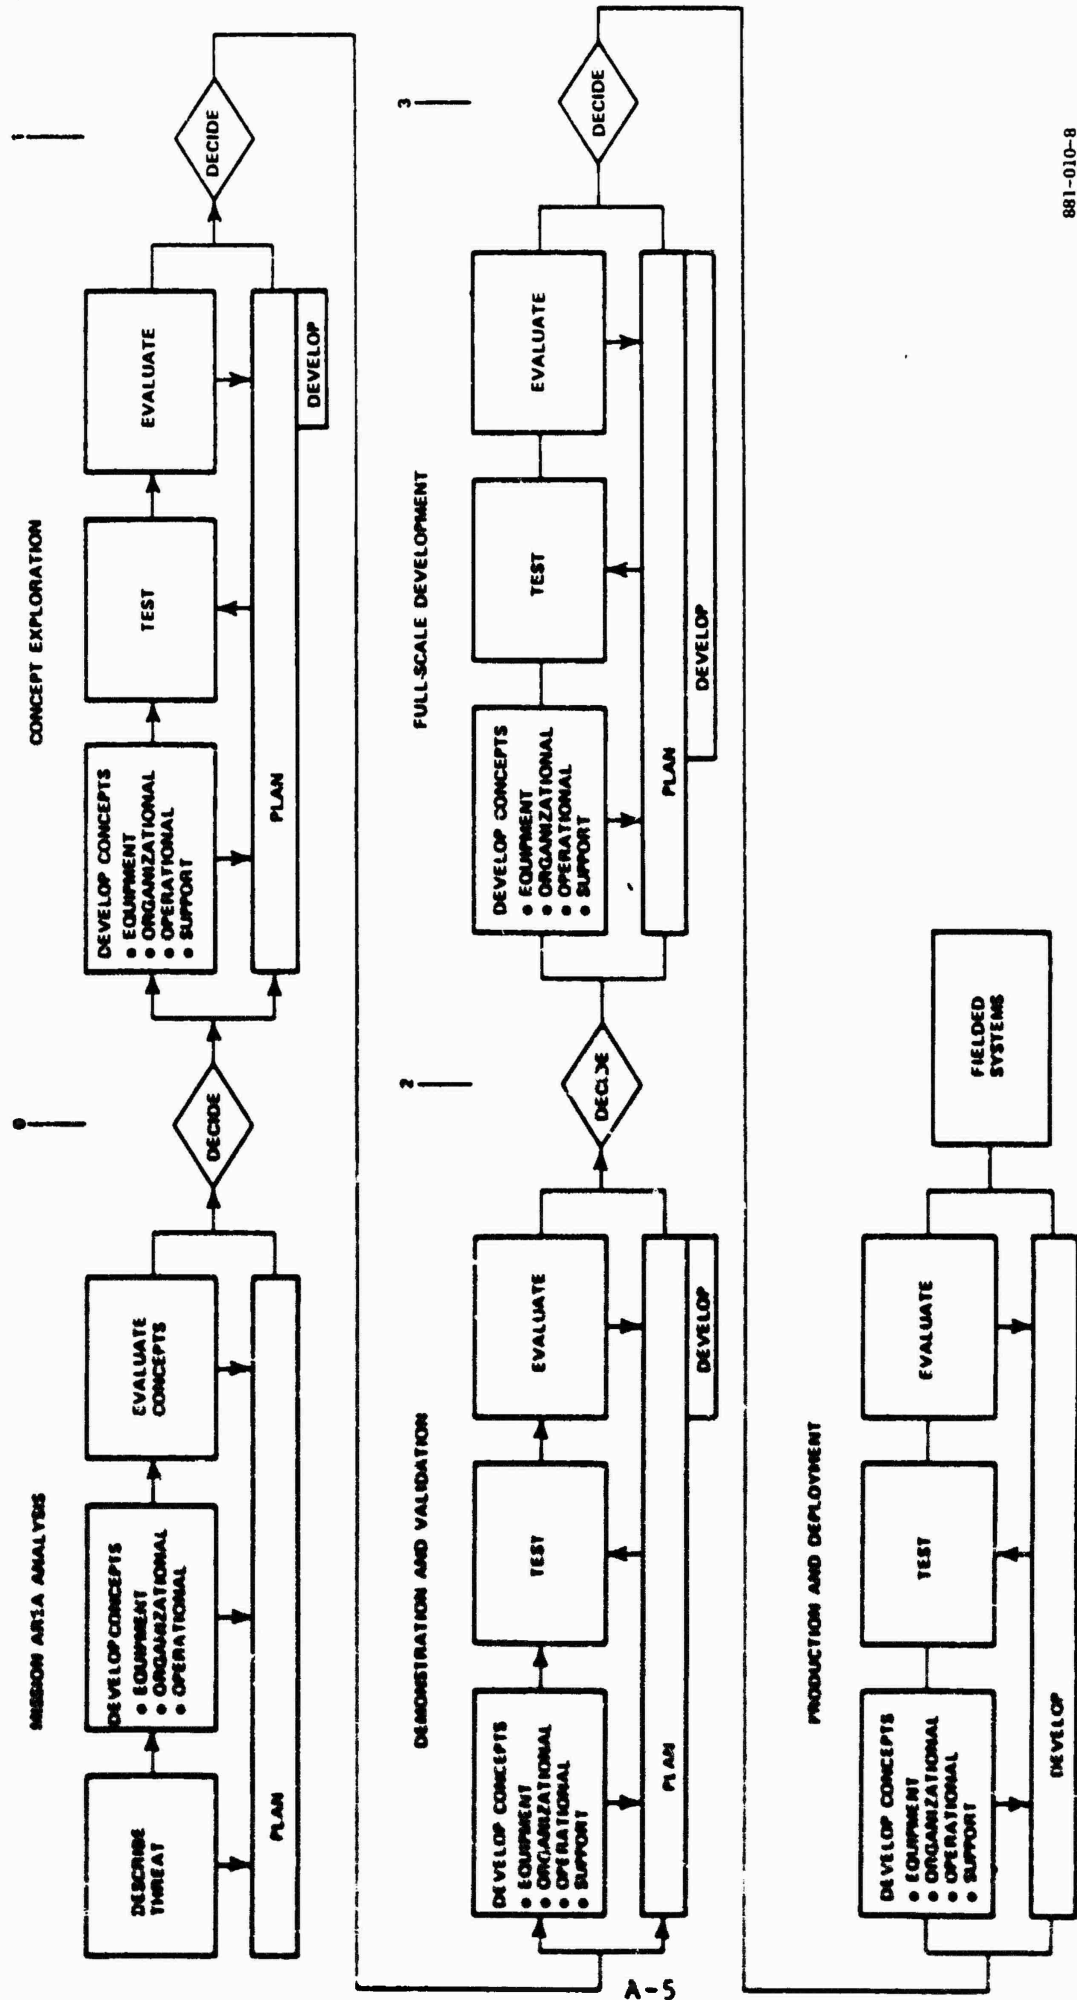 MISSION AREA ANALYSIS
0
DESCRIBE
THREAT
DEVELOP CONCEPTS
• EQUIPMENT
• ORGANIZATIONAL
• OPERATIONAL
EVALUATE
CONCEPTS
PLAN
DECIDE
CONCEPT EXPLORATION
1
DEVELOP CONCEPTS
• EQUIPMENT
• ORGANIZATIONAL
• OPERATIONAL
• SUPPORT
TEST
EVALUATE
PLAN
DEVELOP
DECIDE
DEMONSTRATION AND VALIDATION
2
DEVELOP CONCEPTS
• EQUIPMENT
• ORGANIZATIONAL
• OPERATIONAL
• SUPPORT
TEST
EVALUATE
PLAN
DEVELOP
DECIDE
FULL-SCALE DEVELOPMENT
3
DEVELOP CONCEPTS
• EQUIPMENT
• ORGANIZATIONAL
• OPERATIONAL
• SUPPORT
TEST
EVALUATE
PLAN
DEVELOP
DECIDE
PRODUCTION AND DEPLOYMENT
DEVELOP CONCEPTS
• EQUIPMENT
• ORGANIZATIONAL
• OPERATIONAL
• SUPPORT
TEST
EVALUATE
DEVELOP
FIELDED
SYSTEMS
881-010-8
A-5